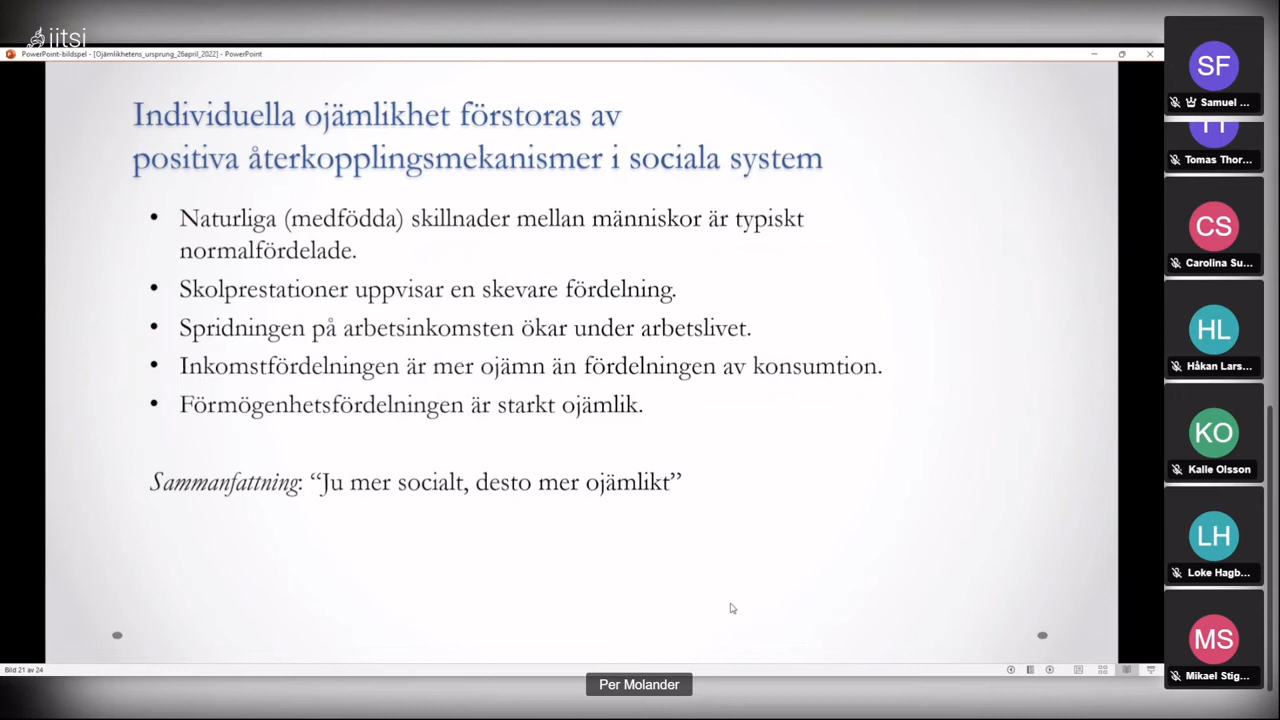 iitsi
PowerPoint-bildspel - [Ojämlikhetens_ursprung_26april_2022] - PowerPoint
Individuella ojämlikhet förstoras av
positiva återkopplingsmekanismer i sociala system
• Naturliga (medfödda) skillnader mellan människor är typiskt
normalfördelade.
• Skolprestationer uppvisar en skevare fördelning.
• Spridningen på arbetsinkomsten ökar under arbetslivet.
• Inkomstfördelningen är mer ojämn än fördelningen av konsumtion.
• Förmögenhetsfördelningen är starkt ojämlik.
Sammanfattning: “Ju mer socialt, desto mer ojämlikt”
Bild 21 av 24
Per Molander
SF
Samuel ...
Tomas Thor...
CS
Carolina Su...
HL
Håkan Lars...
KO
Kalle Olsson
LH
Loke Hagb...
MS
Mikael Stig...